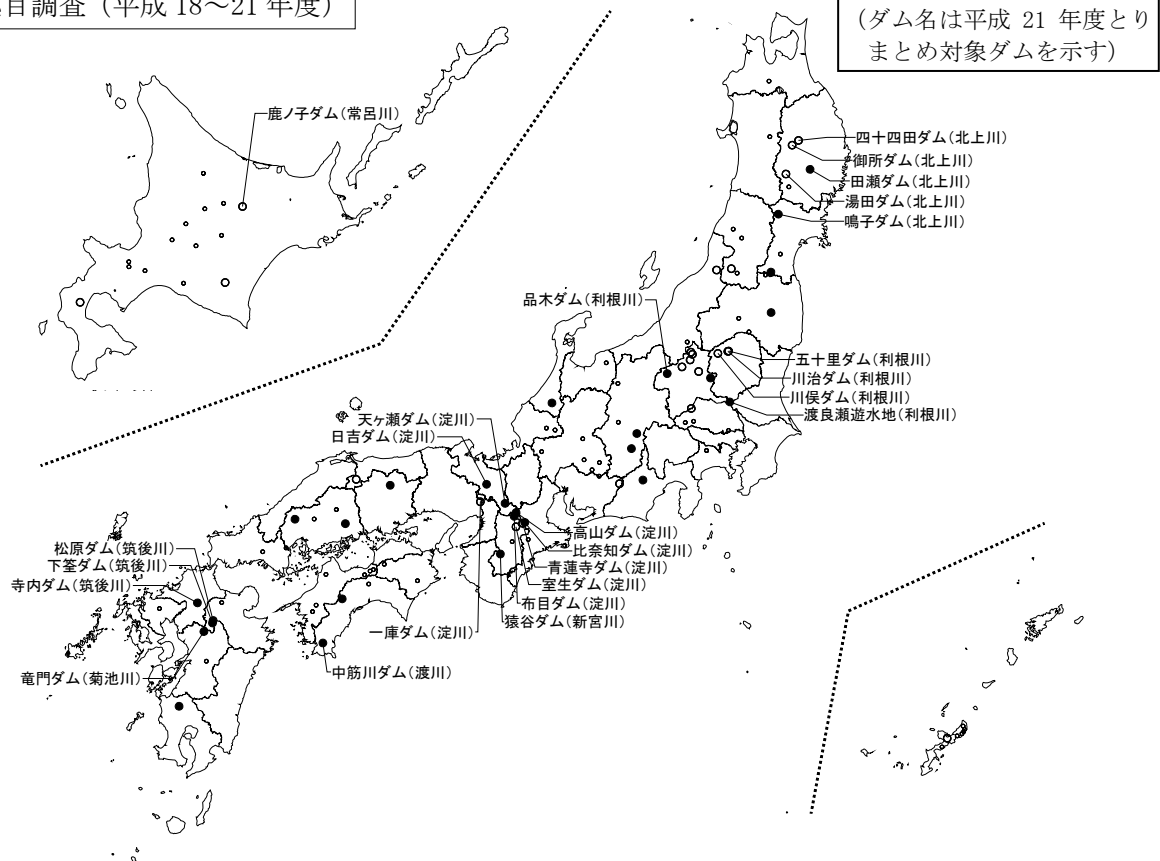 目調査（平成 18～21 年度）
（ダム名は平成 21 年度とり
まとめ対象ダムを示す）
鹿ノ子ダム（常呂川）
四十四田ダム（北上川）
御所ダム（北上川）
田瀬ダム（北上川）
湯田ダム（北上川）
鳴子ダム（北上川）
品木ダム（利根川）
五十里ダム（利根川）
川治ダム（利根川）
川俣ダム（利根川）
渡良瀬遊水地（利根川）
天ヶ瀬ダム（淀川）
日吉ダム（淀川）
高山ダム（淀川）
比奈知ダム（淀川）
青蓮寺ダム（淀川）
室生ダム（淀川）
布目ダム（淀川）
猿谷ダム（新宮川）
一庫ダム（淀川）
中筋川ダム（渡川）
松原ダム（筑後川）
下筌ダム（筑後川）
寺内ダム（筑後川）
竜門ダム（菊池川）